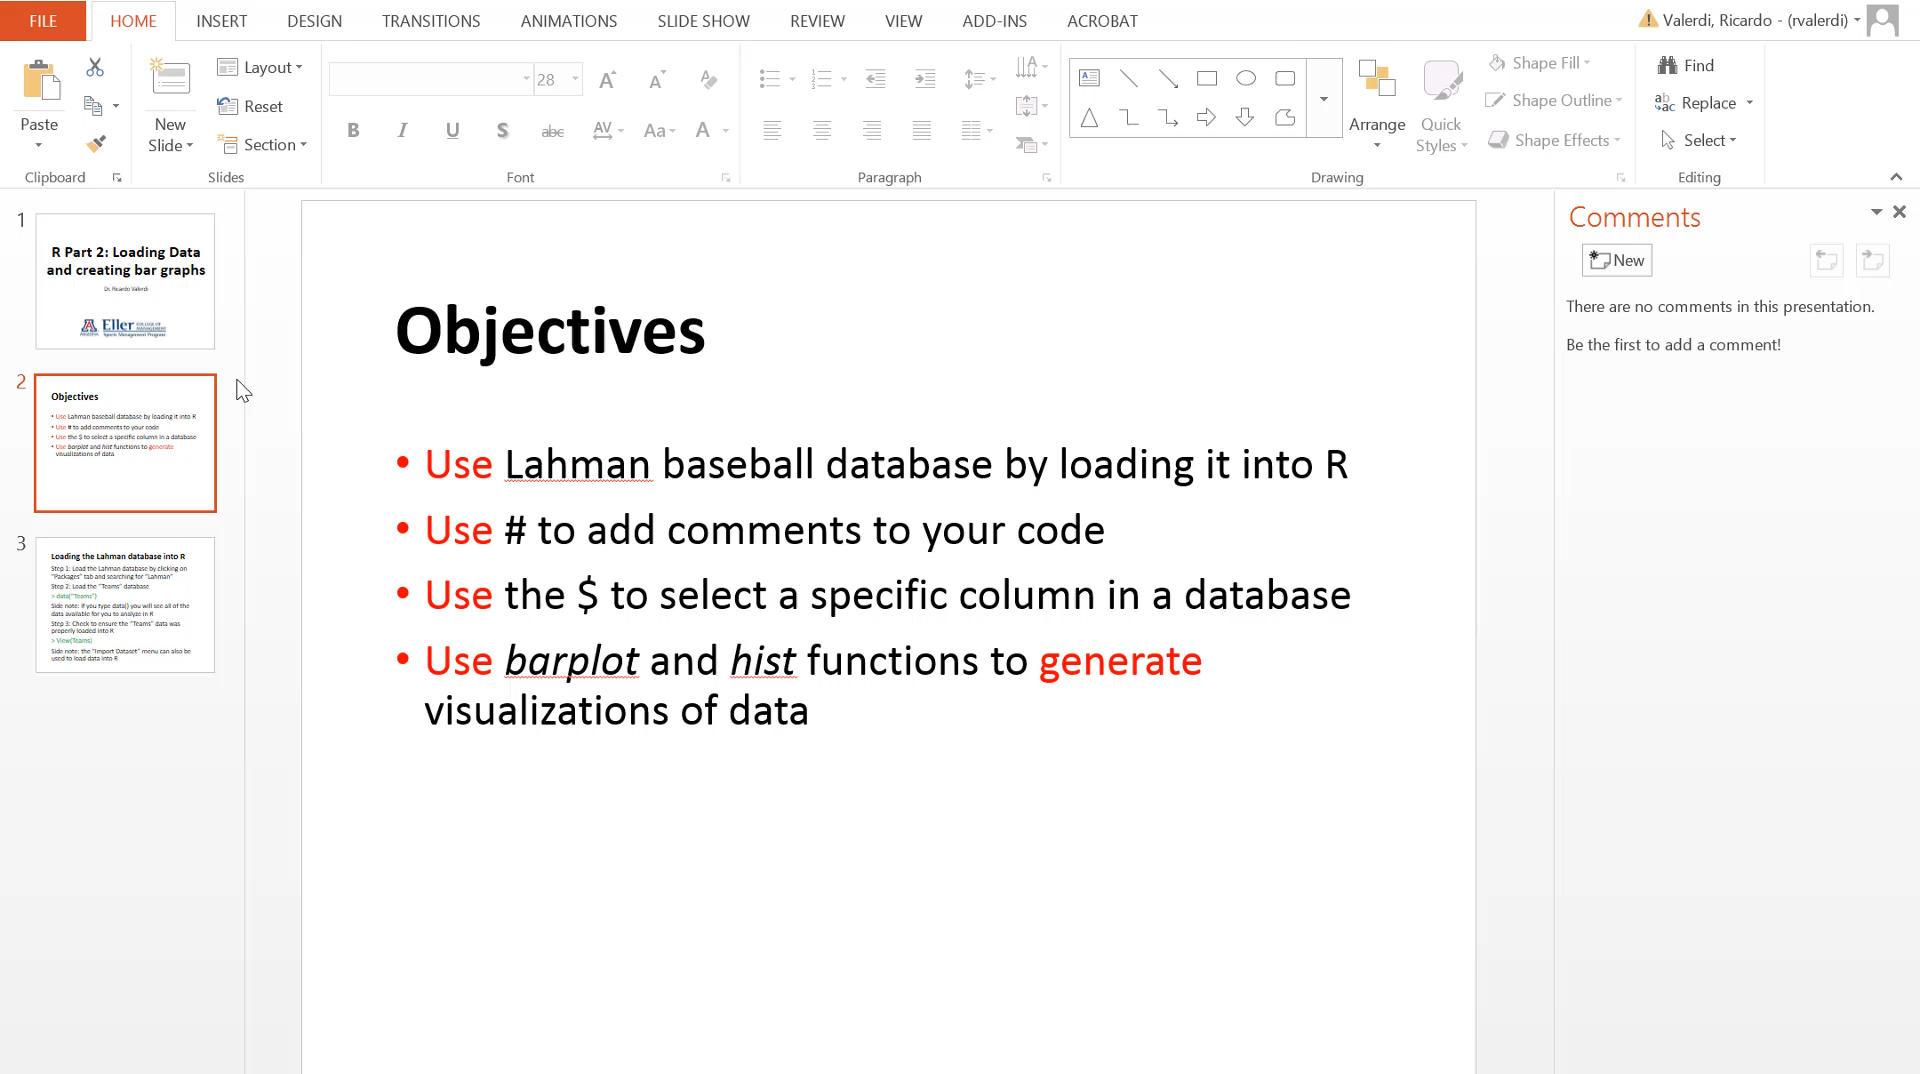 FILE HOME INSERT DESIGN TRANSITIONS ANIMATIONS SLIDE SHOW REVIEW VIEW ADD-INS ACROBAT Valerdi, Ricardo - (rvalerdi)
Paste
New
Slide
Layout
Reset
Section
28
B I U S abc AV Aa A
Arrange
Quick
Styles
Shape Fill
Shape Outline
Shape Effects
Find
Replace
Select
Clipboard Slides Font Paragraph Drawing Editing
1
R Part 2: Loading Data
and creating bar graphs
Dr. Ricardo Valerdi
Eller COLLEGE OF
MANAGEMENT
ARIZONA Sports Management Program
2
Objectives
• Use Lahman baseball database by loading it into R
• Use # to add comments to your code
• Use the $ to select a specific column in a database
• Use barplot and hist functions to generate
visualizations of data
3
Loading the Lahman database into R
Step 1: Load the Lahman database by clicking on
"Packages" tab and searching for "Lahman"
Step 2: Load the "Teams" database
> data("Teams")
Side note: if you type data() you will see all of the
data available for you to analyze in R
Step 3: Check to ensure the "Teams" data was
properly loaded into R
> View(Teams)
Side note: the "Import Dataset" menu can also be
used to load data into R
Objectives
• Use Lahman baseball database by loading it into R
• Use # to add comments to your code
• Use the $ to select a specific column in a database
• Use barplot and hist functions to generate
visualizations of data
Comments
New
There are no comments in this presentation.
Be the first to add a comment!